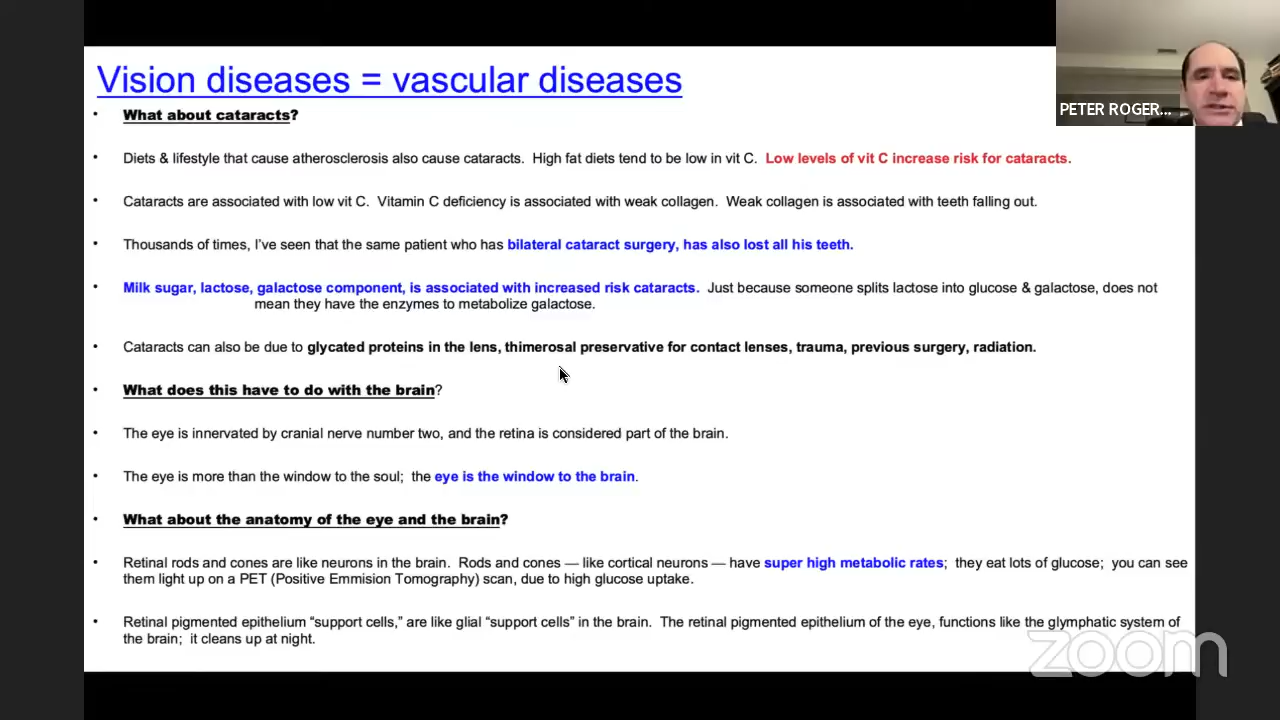 Vision diseases = vascular diseases
PETER ROGER...
• What about cataracts?
• Diets & lifestyle that cause atherosclerosis also cause cataracts. High fat diets tend to be low in vit C. Low levels of vit C increase risk for cataracts.
• Cataracts are associated with low vit C. Vitamin C deficiency is associated with weak collagen. Weak collagen is associated with teeth falling out.
• Thousands of times, I've seen that the same patient who has bilateral cataract surgery, has also lost all his teeth.
• Milk sugar, lactose, galactose component, is associated with increased risk cataracts. Just because someone splits lactose into glucose & galactose, does not
mean they have the enzymes to metabolize galactose.
• Cataracts can also be due to glycated proteins in the lens, thimerosal preservative for contact lenses, trauma, previous surgery, radiation.
• What does this have to do with the brain?
• The eye is innervated by cranial nerve number two, and the retina is considered part of the brain.
• The eye is more than the window to the soul; the eye is the window to the brain.
• What about the anatomy of the eye and the brain?
• Retinal rods and cones are like neurons in the brain. Rods and cones — like cortical neurons — have super high metabolic rates; they eat lots of glucose; you can see
them light up on a PET (Positive Emmision Tomography) scan, due to high glucose uptake.
• Retinal pigmented epithelium “support cells,” are like glial “support cells” in the brain. The retinal pigmented epithelium of the eye, functions like the glymphatic system of
the brain; it cleans up at night.
zoom